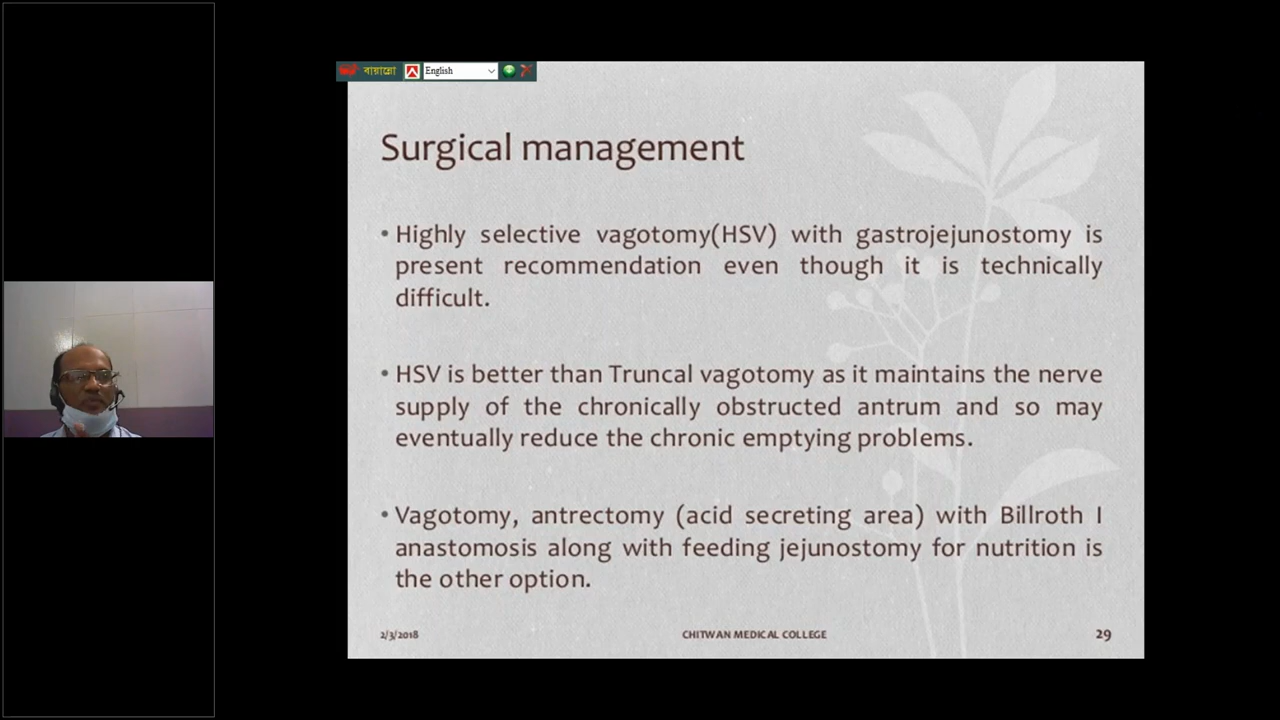 বায়ান্নো English
Surgical management
• Highly selective vagotomy(HSV) with gastrojejunostomy is
present recommendation even though it is technically
difficult.
• HSV is better than Truncal vagotomy as it maintains the nerve
supply of the chronically obstructed antrum and so may
eventually reduce the chronic emptying problems.
• Vagotomy, antrectomy (acid secreting area) with Billroth I
anastomosis along with feeding jejunostomy for nutrition is
the other option.
2/3/2018 CHITWAN MEDICAL COLLEGE 29